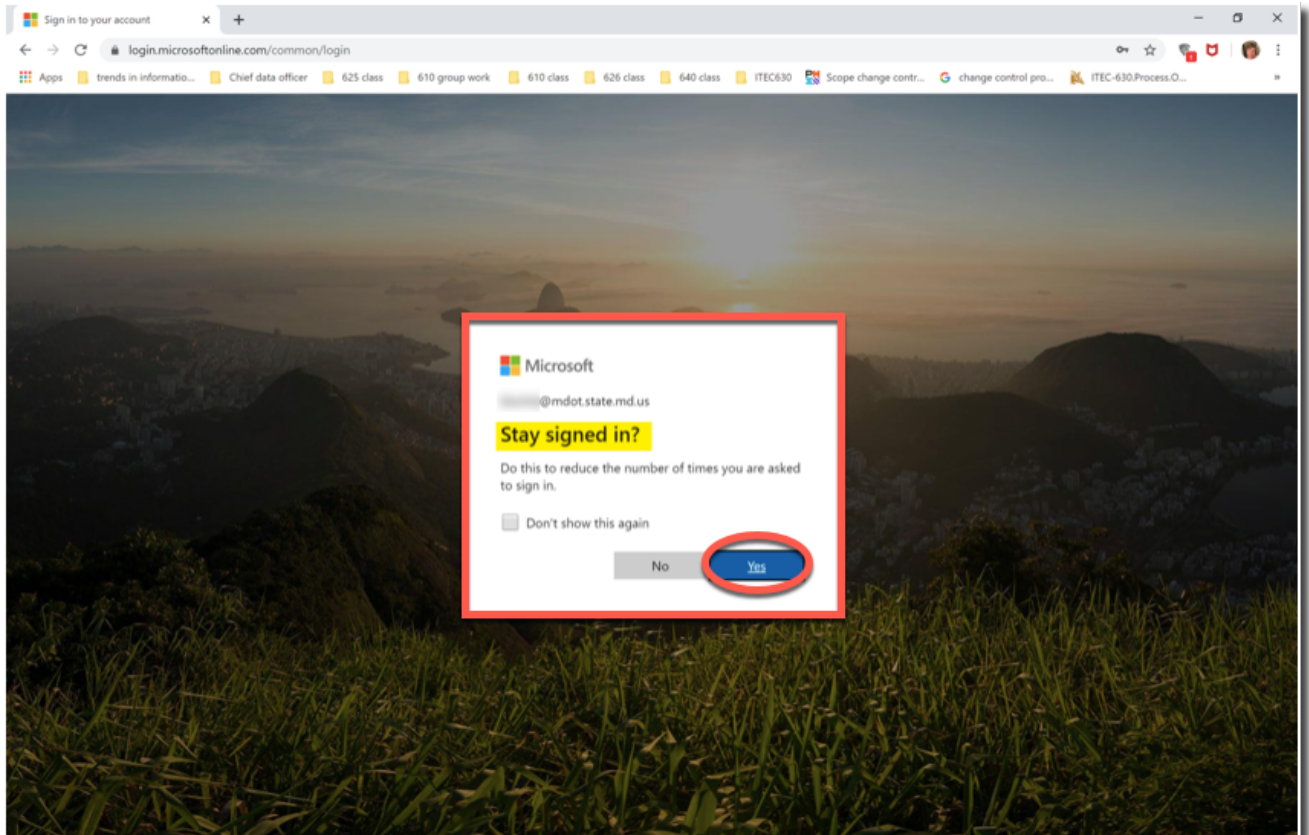 Sign in to your account
login.microsoftonline.com/common/login
Apps trends in informatio... Chief data officer 625 class 610 group work 610 class 626 class 640 class ITEC630 Scope change contr... change control pro... ITEC-630.Process.O... »
Microsoft
@mdot.state.md.us
Stay signed in?
Do this to reduce the number of times you are asked
to sign in.
Don't show this again
No Yes